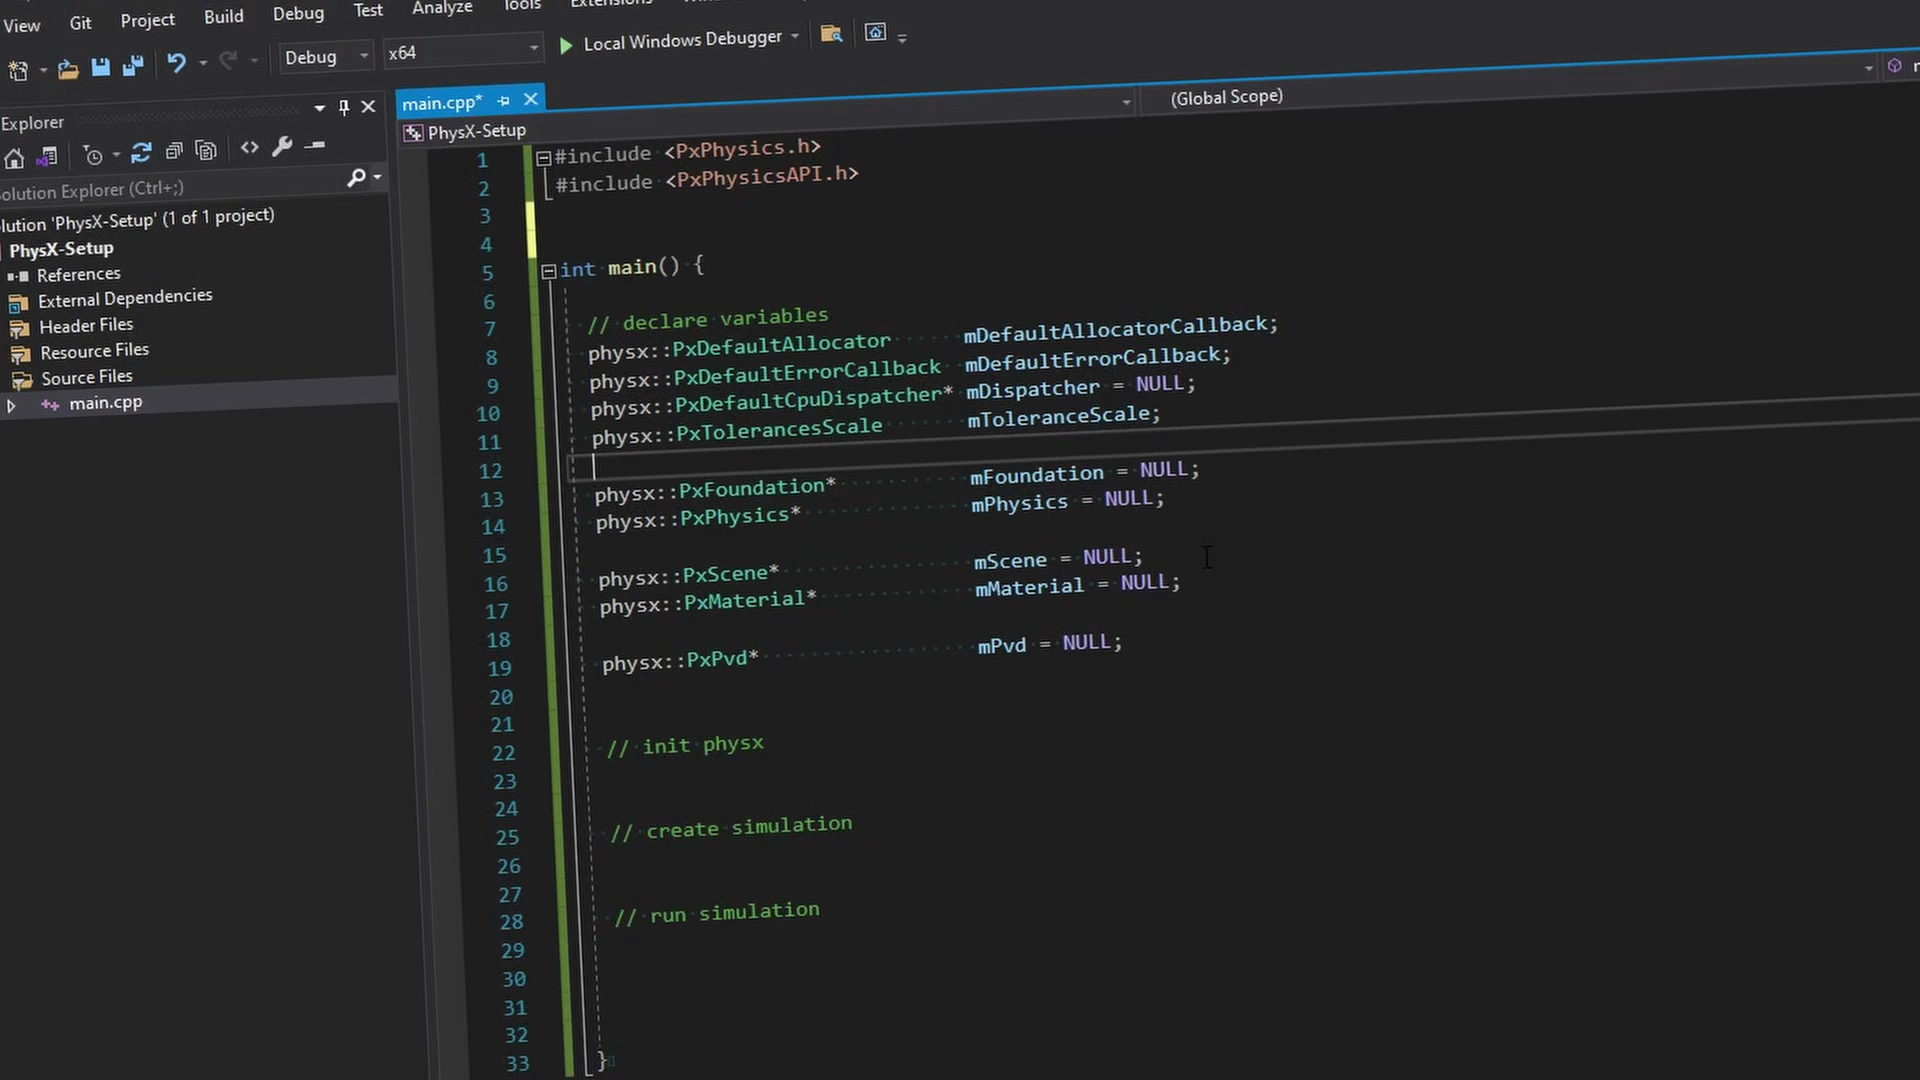 View Git Project Build Debug Test Analyze
Debug x64 Local Windows Debugger
Explorer
main.cpp*
PhysX-Setup
(Global Scope)
Solution Explorer (Ctrl+;)
lution 'PhysX-Setup' (1 of 1 project)
PhysX-Setup
References
External Dependencies
Header Files
Resource Files
Source Files
main.cpp
1 #include <PxPhysics.h>
2 #include <PxPhysicsAPI.h>
3
4
5 int main() {
6
7 // declare variables
8 physx::PxDefaultAllocator mDefaultAllocatorCallback;
9 physx::PxDefaultErrorCallback mDefaultErrorCallback;
10 physx::PxDefaultCpuDispatcher* mDispatcher = NULL;
11 physx::PxTolerancesScale mToleranceScale;
12
13 physx::PxFoundation* mFoundation = NULL;
14 physx::PxPhysics* mPhysics = NULL;
15
16 physx::PxScene* mScene = NULL;
17 physx::PxMaterial* mMaterial = NULL;
18
19 physx::PxPvd* mPvd = NULL;
20
21
22 // init physx
23
24
25 // create simulation
26
27
28 // run simulation
29
30
31
32
33 }